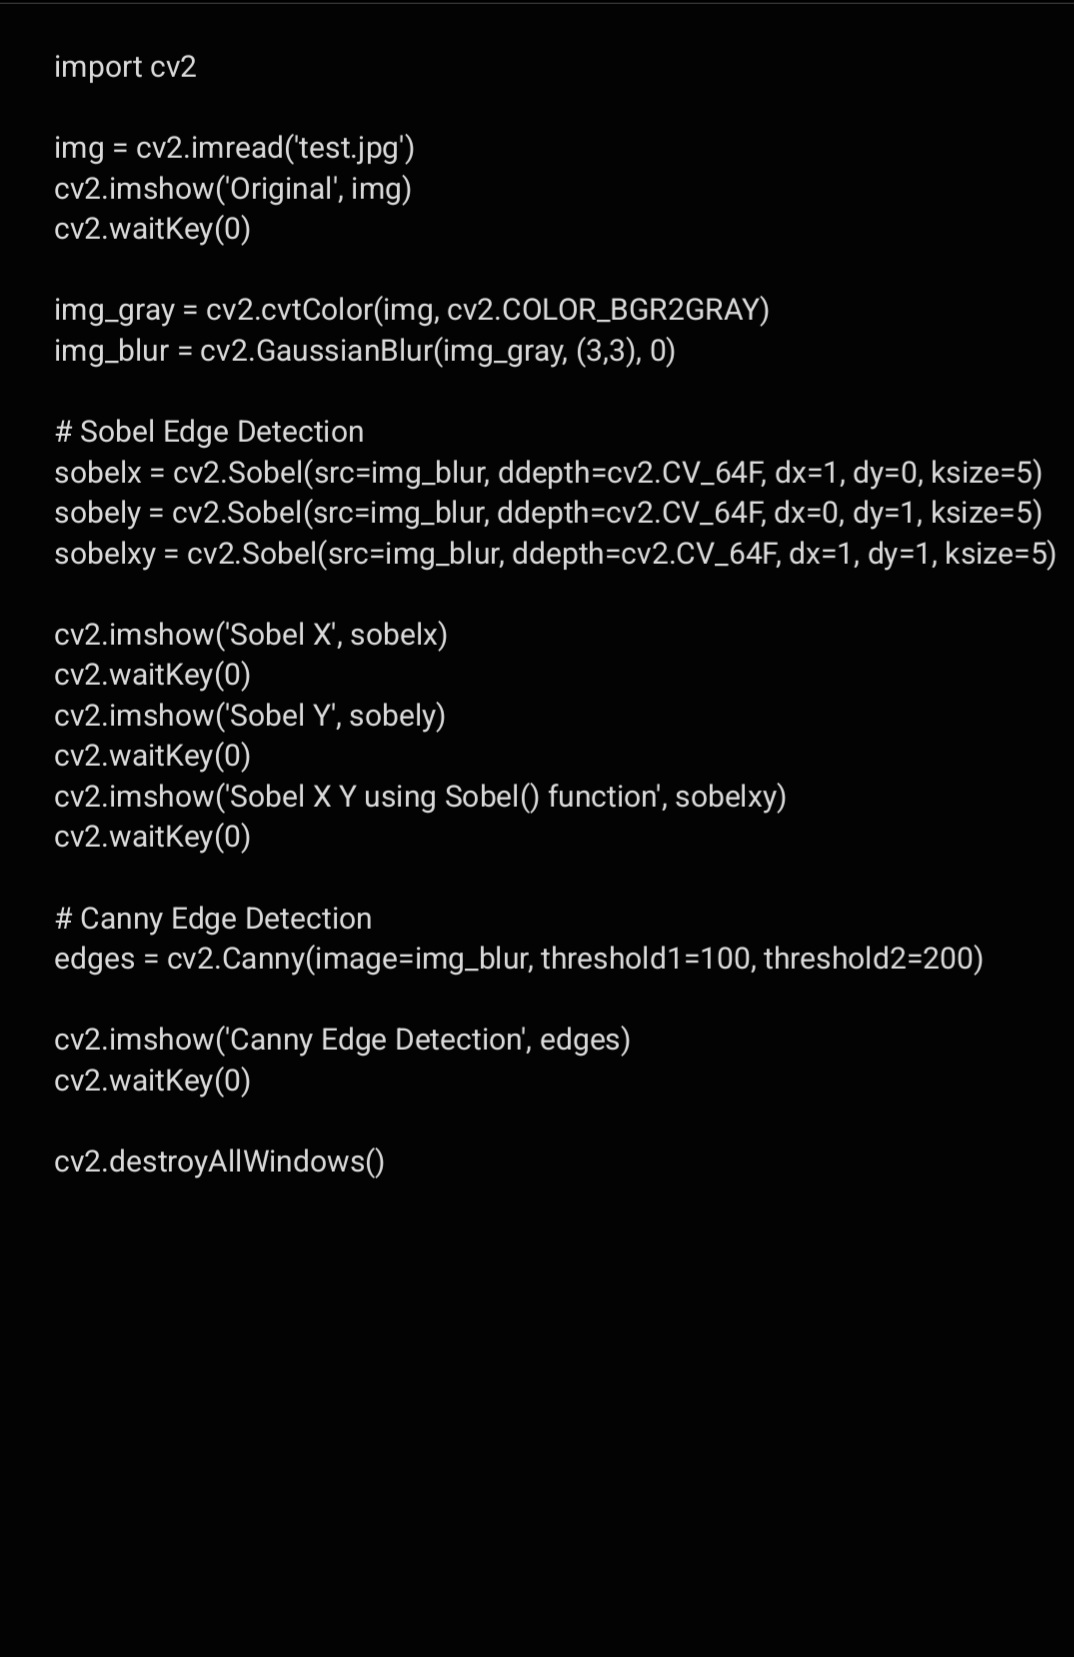 import cv2
img = cv2.imread('test.jpg')
cv2.imshow('Original', img)
cv2.waitKey(0)
img_gray = cv2.cvtColor(img, cv2.COLOR_BGR2GRAY)
img_blur = cv2.GaussianBlur(img_gray, (3,3), 0)
# Sobel Edge Detection
sobelx = cv2.Sobel(src=img_blur, ddepth=cv2.CV_64F, dx=1, dy=0, ksize=5)
sobely = cv2.Sobel(src=img_blur, ddepth=cv2.CV_64F, dx=0, dy=1, ksize=5)
sobelxy = cv2.Sobel(src=img_blur, ddepth=cv2.CV_64F, dx=1, dy=1, ksize=5)
cv2.imshow('Sobel X', sobelx)
cv2.waitKey(0)
cv2.imshow('Sobel Y', sobely)
cv2.waitKey(0)
cv2.imshow('Sobel X Y using Sobel() function', sobelxy)
cv2.waitKey(0)
# Canny Edge Detection
edges = cv2.Canny(image=img_blur, threshold1=100, threshold2=200)
cv2.imshow('Canny Edge Detection', edges)
cv2.waitKey(0)
cv2.destroyAllWindows()